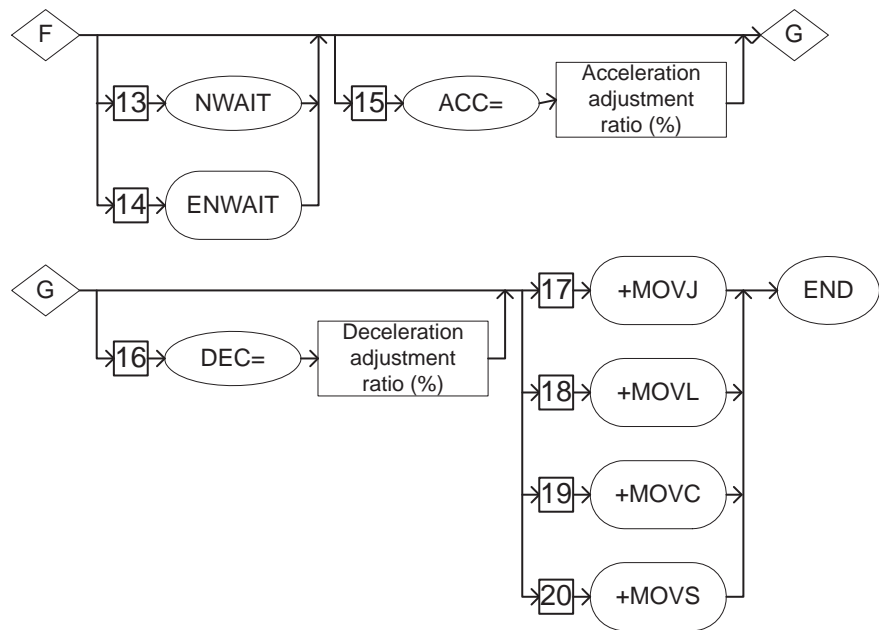 F
G
13
NWAIT
15
ACC=
Acceleration
adjustment
ratio (%)
14
ENWAIT
G
17
+MOVJ
END
16
DEC=
Deceleration
adjustment
ratio (%)
18
+MOVL
19
+MOVC
20
+MOVS